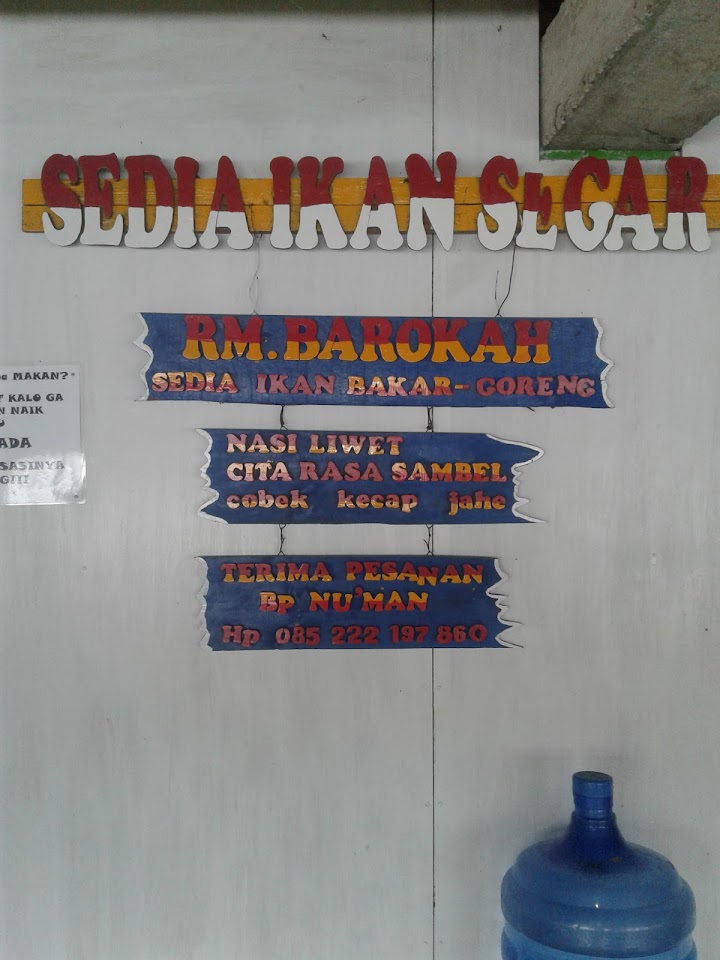 SEDIA IKAN SeGAR
RM. BAROKAH
SEDIA IKAN BAKAR-GORENG
NASI LIWET
CITA RASA SAMBEL
cobek kecap jahe
TERIMA PESANAN
Bp NU'MAN
Hp 085 222 197 860
MAKAN?
KALO GA
NAIK
ADA